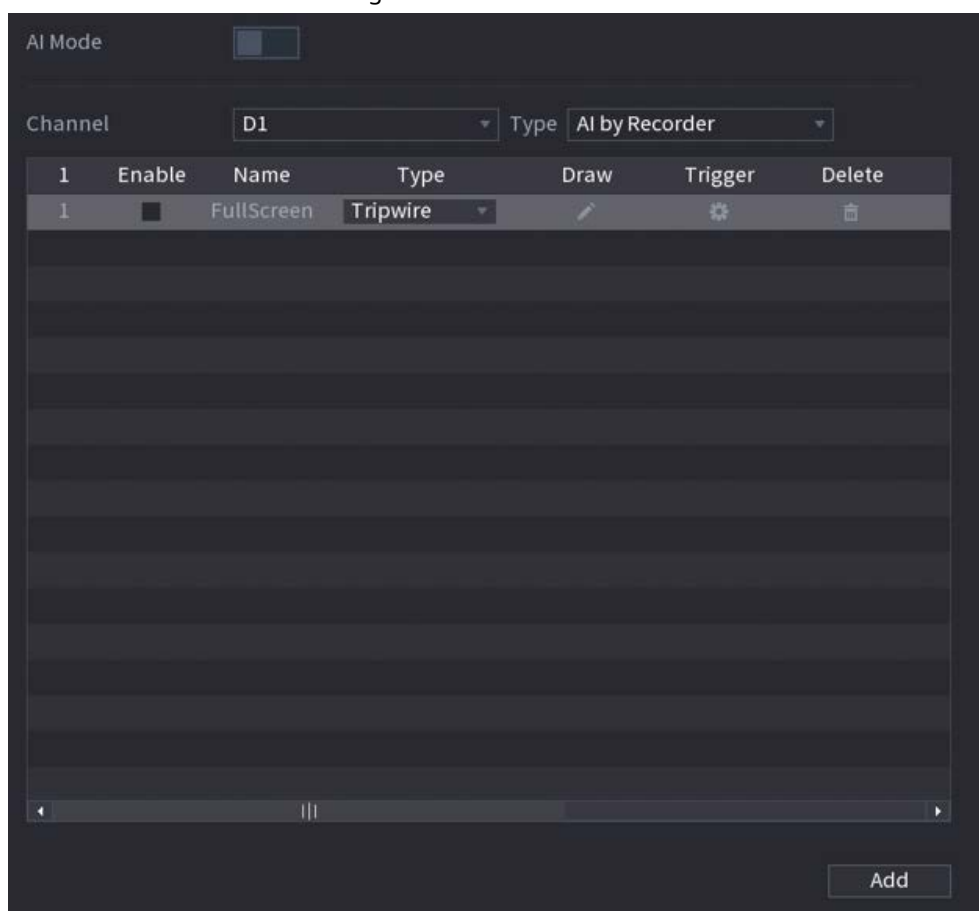 AI Mode
Channel D1 Type AI by Recorder
1 Enable Name Type Draw Trigger Delete
1 FullScreen Tripwire
Add